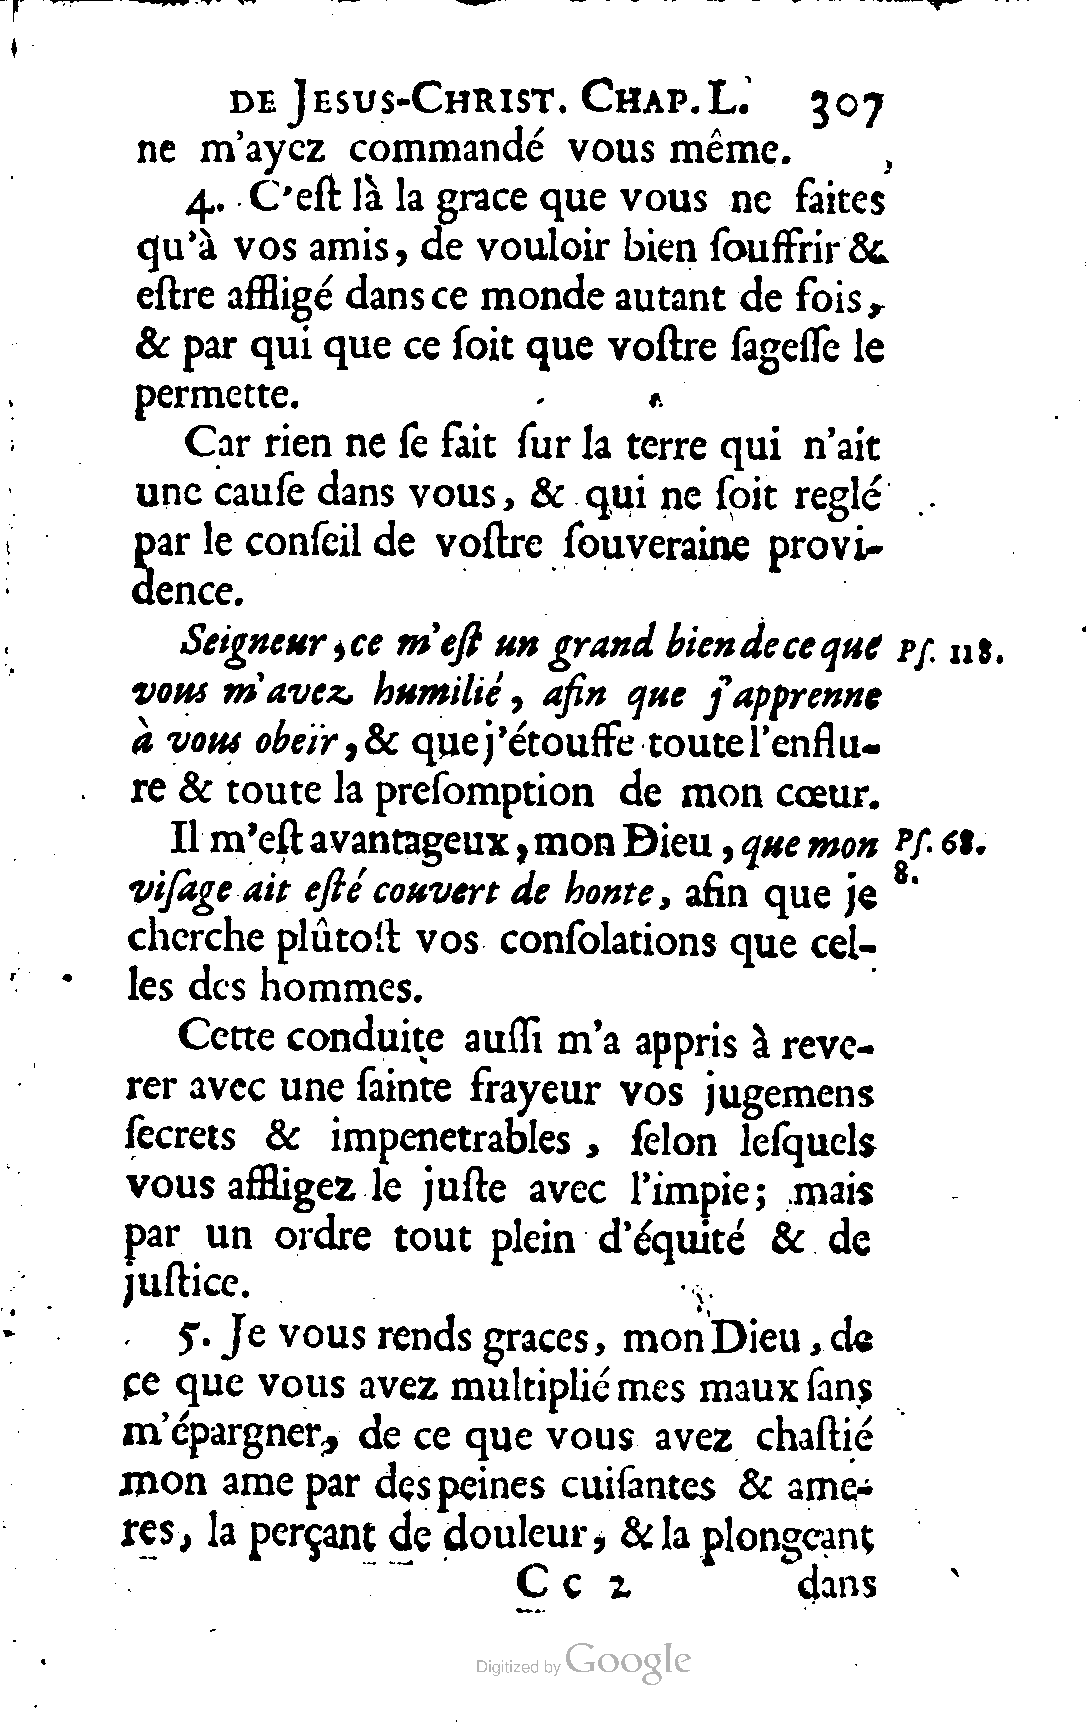 DE JESUS-CHRIST. CHAP. L. 307
ne m'ayez commandé vous même.
4. C'eſt là la grace que vous ne faites
qu'à vos amis, de vouloir bien ſouffrir &
eſtre affligé dans ce monde autant de fois,
& par qui que ce ſoit que voſtre ſageſſe le
permette.
Car rien ne ſe fait ſur la terre qui n'ait
une cauſe dans vous, & qui ne ſoit reglé
par le conſeil de voſtre ſouveraine provi-
dence.
Seigneur, ce m'eſt un grand bien de ce que Pſ. 118.
vous m'avez humilié, afin que j'apprenne
à vous obeïr, & que j'étouffe toute l'enflu-
re & toute la preſomption de mon cœur.
Il m'eſt avantageux, mon Dieu, que mon Pſ. 68.
viſage ait eſté couvert de honte, afin que je 8.
cherche plûtoſt vos conſolations que cel-
les des hommes.
Cette conduite auſſi m'a appris à reve-
rer avec une ſainte frayeur vos jugemens
ſecrets & impenetrables, ſelon leſquels
vous affligez le juſte avec l'impie; mais
par un ordre tout plein d'équité & de
juſtice.
5. Je vous rends graces, mon Dieu, de
ce que vous avez multiplié mes maux ſans
m'épargner, de ce que vous avez chaſtié
mon ame par des peines cuiſantes & ame-
res, la perçant de douleur, & la plongeant
C c 2 dans
Digitized by Google